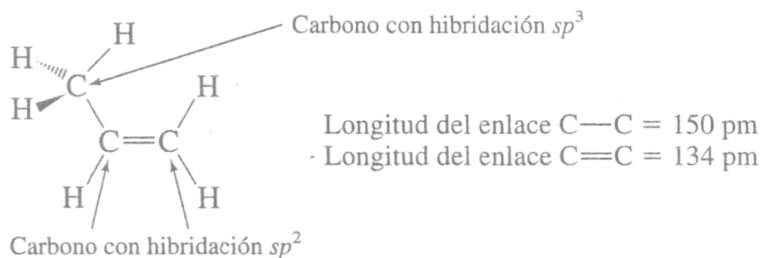 Carbono con hibridación sp³
H
H
C
H
H
C=C
H
H
Longitud del enlace C—C = 150 pm
Longitud del enlace C=C = 134 pm
Carbono con hibridación sp²